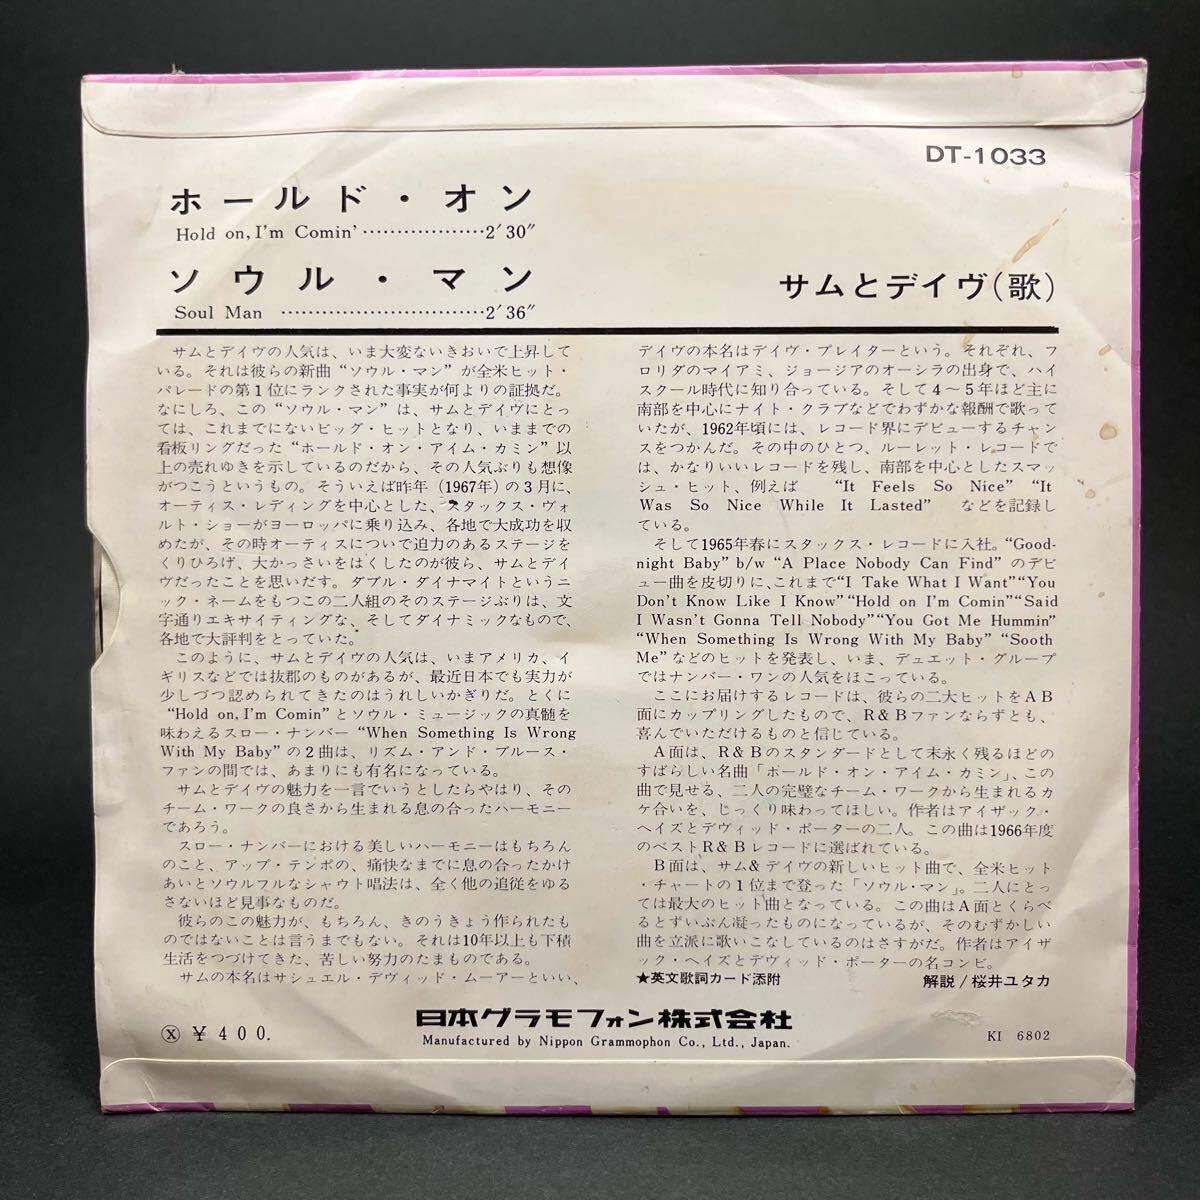 DT-1033
ホールド・オン
Hold on, I'm Comin' ………………2′30″
ソウル・マン
Soul Man …………………………2′36″
サムとデイヴ(歌)
サムとデイヴの人気は、いま大変ないきおいで上昇して
いる。それは彼らの新曲“ソウル・マン”が全米ヒット・
パレードの第1位にランクされた事実が何よりの証拠だ。
なにしろ、この“ソウル・マン”は、サムとデイヴにとっ
ては、これまでにないビッグ・ヒットとなり、いままでの
看板リングだった“ホールド・オン・アイム・カミン”以
上の売れゆきを示しているのだから、その人気ぶりも想像
がつこうというもの。そういえば昨年(1967年)の3月に、
オーティス・レディングを中心とした、スタックス・ヴォ
ルト・ショーがヨーロッパに乗り込み、各地で大成功を収
めたが、その時オーティスについで迫力のあるステージを
くりひろげ、大かっさいをはくしたのが彼ら、サムとデイ
ヴだったことを思いだす。ダブル・ダイナマイトというニ
ック・ネームをもつこの二人組のそのステージぶりは、文
字通りエキサイティングな、そしてダイナミックなもので、
各地で大評判をとっていた。
このように、サムとデイヴの人気は、いまアメリカ、イ
ギリスなどでは抜郡のものがあるが、最近日本でも実力が
少しづつ認められてきたのはうれしいかぎりだ。とくに
“Hold on, I'm Comin”とソウル・ミュージックの真髄を
味わえるスロー・ナンバー“When Something Is Wrong
With My Baby”の2曲は、リズム・アンド・ブルース・
ファンの間では、あまりにも有名になっている。
サムとデイヴの魅力を一言でいうとしたらやはり、その
チーム・ワークの良さから生まれる息の合ったハーモニー
であろう。
スロー・ナンバーにおける美しいハーモニーはもちろん
のこと、アップ・テンポの、痛快なまでに息の合ったかけ
あいとソウルフルなシャウト唱法は、全く他の追従をゆる
さないほど見事なものだ。
彼らのこの魅力が、もちろん、きのうきょう作られたも
のではないことは言うまでもない。それは10年以上も下積
生活をつづけてきた、苦しい努力のたまものである。
サムの本名はサシュエル・デヴィッド・ムーアーといい、
デイヴの本名はデイヴ・プレイターという。それぞれ、フ
ロリダのマイアミ、ジョージアのオーシラの出身で、ハイ
スクール時代に知り合っている。そして4〜5年ほど主に
南部を中心にナイト・クラブなどでわずかな報酬で歌って
いたが、1962年頃には、レコード界にデビューするチャン
スをつかんだ。その中のひとつ、ルーレット・レコードで
では、かなりいいレコードを残し、南部を中心としたスマッ
シュ・ヒット、例えば “It Feels So Nice” “It
Was So Nice While It Lasted” などを記録し
ている。
そして1965年春にスタックス・レコードに入社。“Good-
night Baby” b/w “A Place Nobody Can Find” のデビ
ュー曲を皮切りに、これまで“I Take What I Want”“You
Don't Know Like I Know”“Hold on I'm Comin”“Said
I Wasn't Gonna Tell Nobody”“You Got Me Hummin”
“When Something Is Wrong With My Baby” “Sooth
Me”などのヒットを発表し、いま、デュエット・グループ
ではナンバー・ワンの人気をほこっている。
ここにお届けするレコードは、彼らの二大ヒットをAB
面にカップリングしたもので、R&Bファンならずとも、
喜んでいただけるものと信じている。
A面は、R&Bのスタンダードとして末永く残るほどの
すばらしい名曲「ホールド・オン・アイム・カミン」、この
曲で見せる、二人の完璧なチーム・ワークから生まれるカ
ケ合いを、じっくり味わってほしい。作者はアイザック・
ヘイズとデヴィッド・ポーターの二人。この曲は1966年度
のベストR&Bレコードに選ばれている。
B面は、サム&デイヴの新しいヒット曲で、全米ヒット
・チャートの1位まで登った「ソウル・マン」。二人にとっ
ては最大のヒット曲となっている。この曲はA面とくらべ
るとずいぶん凝ったものになっているが、そのむずかしい
曲を立派に歌いこなしているのはさすがだ。作者はアイザ
ック・ヘイズとデヴィッド・ポーターの名コンビ。
★英文歌詞カード添附 解説/桜井ユタカ
日本グラモフォン株式会社
Manufactured by Nippon Grammophon Co., Ltd., Japan.
Ⓧ ¥400.
KI 6802